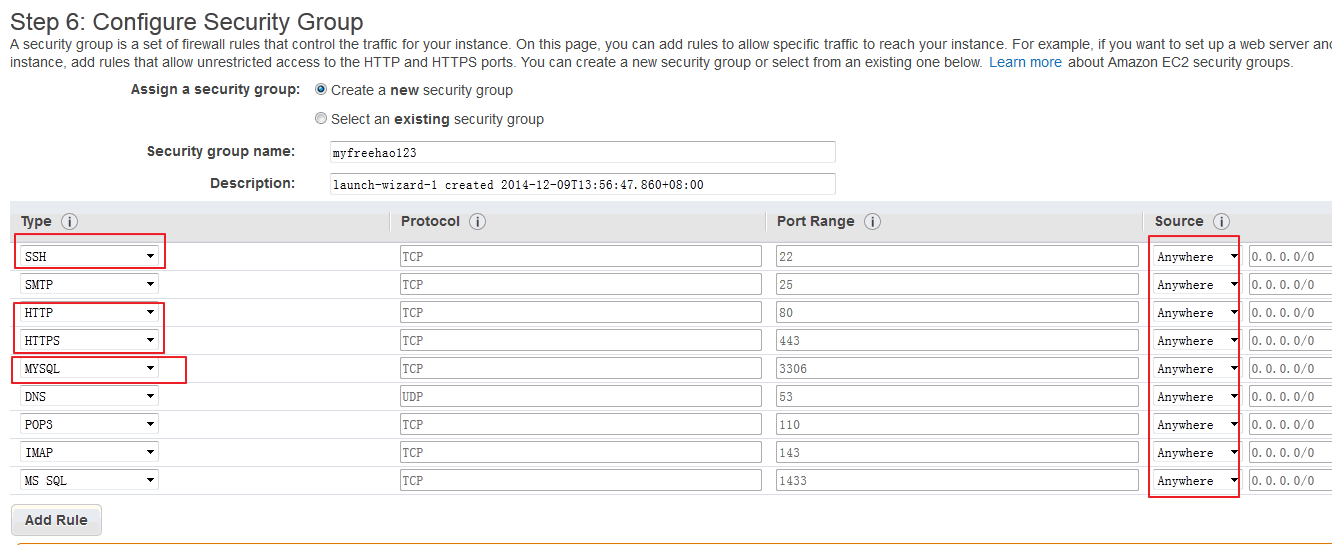 Step 6: Configure Security Group
A security group is a set of firewall rules that control the traffic for your instance. On this page, you can add rules to allow specific traffic to reach your instance. For example, if you want to set up a web server and
instance, add rules that allow unrestricted access to the HTTP and HTTPS ports. You can create a new security group or select from an existing one below. Learn more about Amazon EC2 security groups.
Assign a security group: Create a new security group
Select an existing security group
Security group name: myfreehao123
Description: launch-wizard-1 created 2014-12-09T13:56:47.860+08:00
Type i Protocol i Port Range i Source i
SSH TCP 22 Anywhere 0.0.0.0/0
SMTP TCP 25 Anywhere 0.0.0.0/0
HTTP TCP 80 Anywhere 0.0.0.0/0
HTTPS TCP 443 Anywhere 0.0.0.0/0
MYSQL TCP 3306 Anywhere 0.0.0.0/0
DNS UDP 53 Anywhere 0.0.0.0/0
POP3 TCP 110 Anywhere 0.0.0.0/0
IMAP TCP 143 Anywhere 0.0.0.0/0
MS SQL TCP 1433 Anywhere 0.0.0.0/0
Add Rule